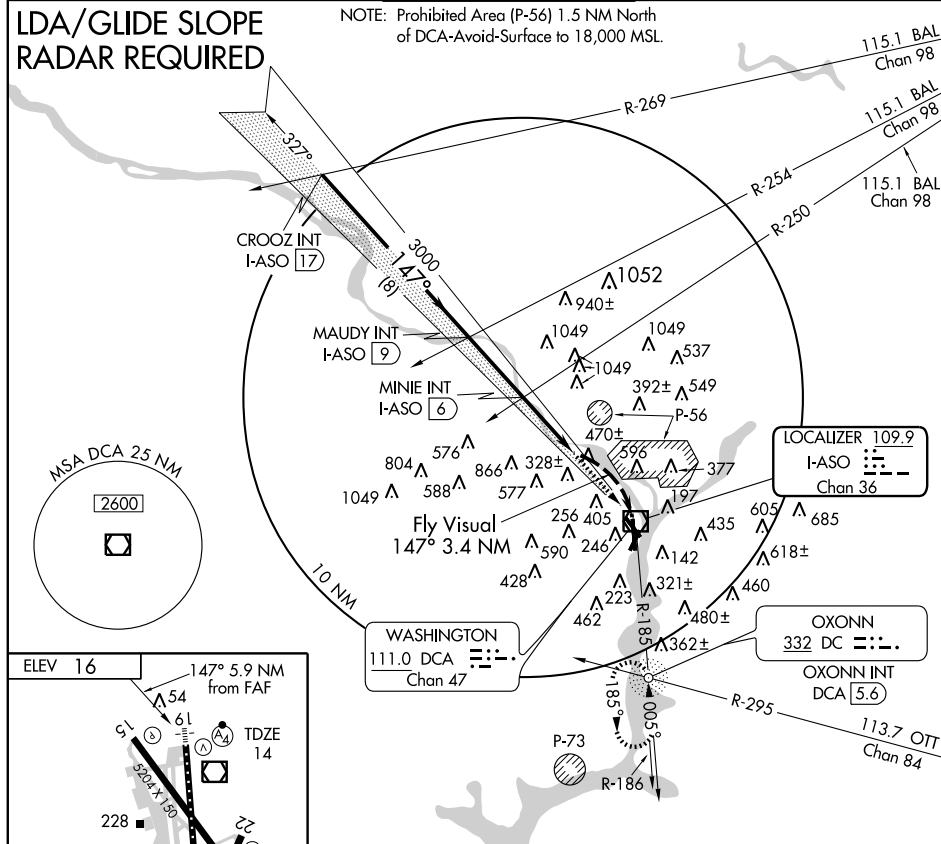 LDA/GLIDE SLOPE
RADAR REQUIRED
NOTE: Prohibited Area (P-56) 1.5 NM North
of DCA-Avoid-Surface to 18,000 MSL.
115.1 BAL
Chan 98
R-269
115.1 BAL
Chan 98
R-254
115.1 BAL
Chan 98
R-250
327°
CROOZ INT
I-ASO 17
3000
147°
(8)
MAUDY INT
I-ASO 9
MINIE INT
I-ASO 6
1052
940±
1049
1049
537
1049
392±
549
P-56
470±
596
377
576
804
866
328±
1049
588
577
197
LOCALIZER 109.9
I-ASO
Chan 36
MSA DCA 25 NM
2600
Fly Visual
147° 3.4 NM
256
405
246
590
428
435
605
685
142
618±
321±
460
223
462
480±
362±
10 NM
R-185
WASHINGTON
111.0 DCA
Chan 47
OXONN
332 DC
OXONN INT
DCA 5.6
R-295
113.7 OTT
Chan 84
185°
005°
R-186
P-73
ELEV 16
147° 5.9 NM
from FAF
54
19
15
P
V
A4
TDZE
14
5204 X 150
228
22